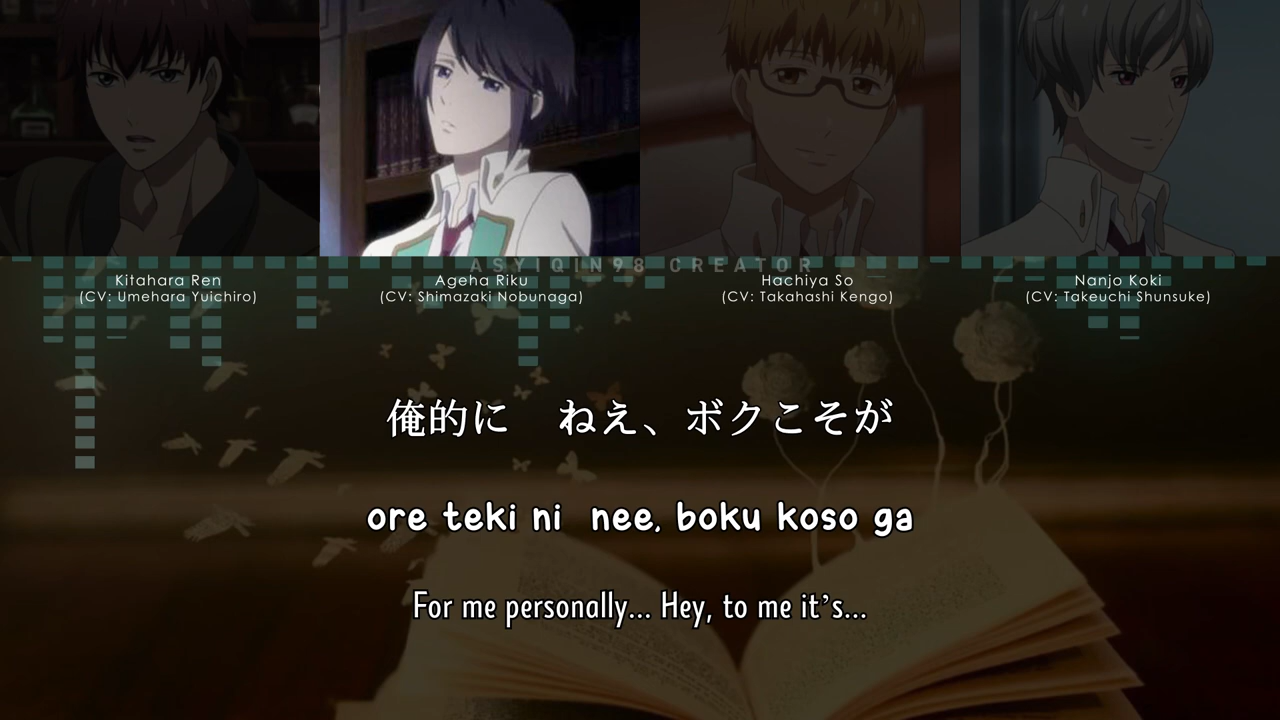 ASYIQIN98 CREATOR
Kitahara Ren
(CV: Umehara Yuichiro)
Ageha Riku
(CV: Shimazaki Nobunaga)
Hachiya So
(CV: Takahashi Kengo)
Nanjo Koki
(CV: Takeuchi Shunsuke)
俺的に　ねえ、ボクこそが
ore teki ni nee, boku koso ga
For me personally... Hey, to me it's...